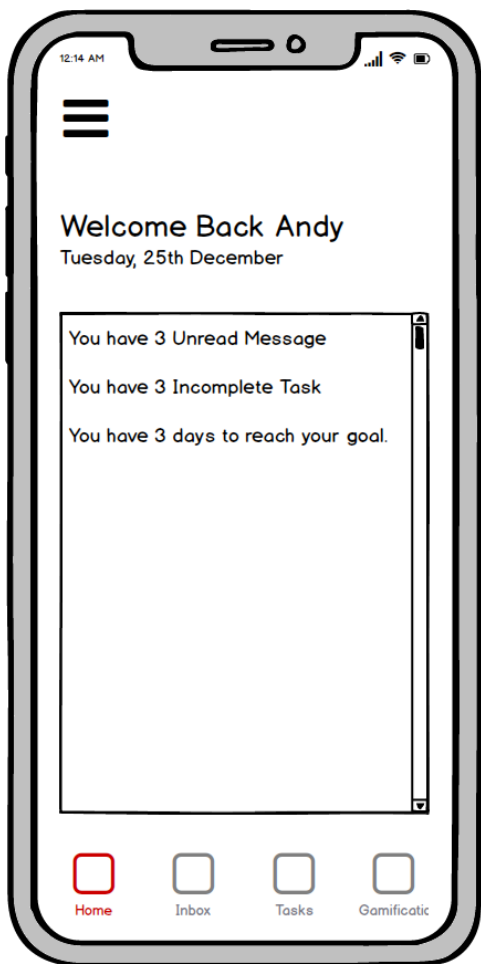 12:14 AM
Welcome Back Andy
Tuesday, 25th December
You have 3 Unread Message
You have 3 Incomplete Task
You have 3 days to reach your goal.
Home Inbox Tasks Gamificatic